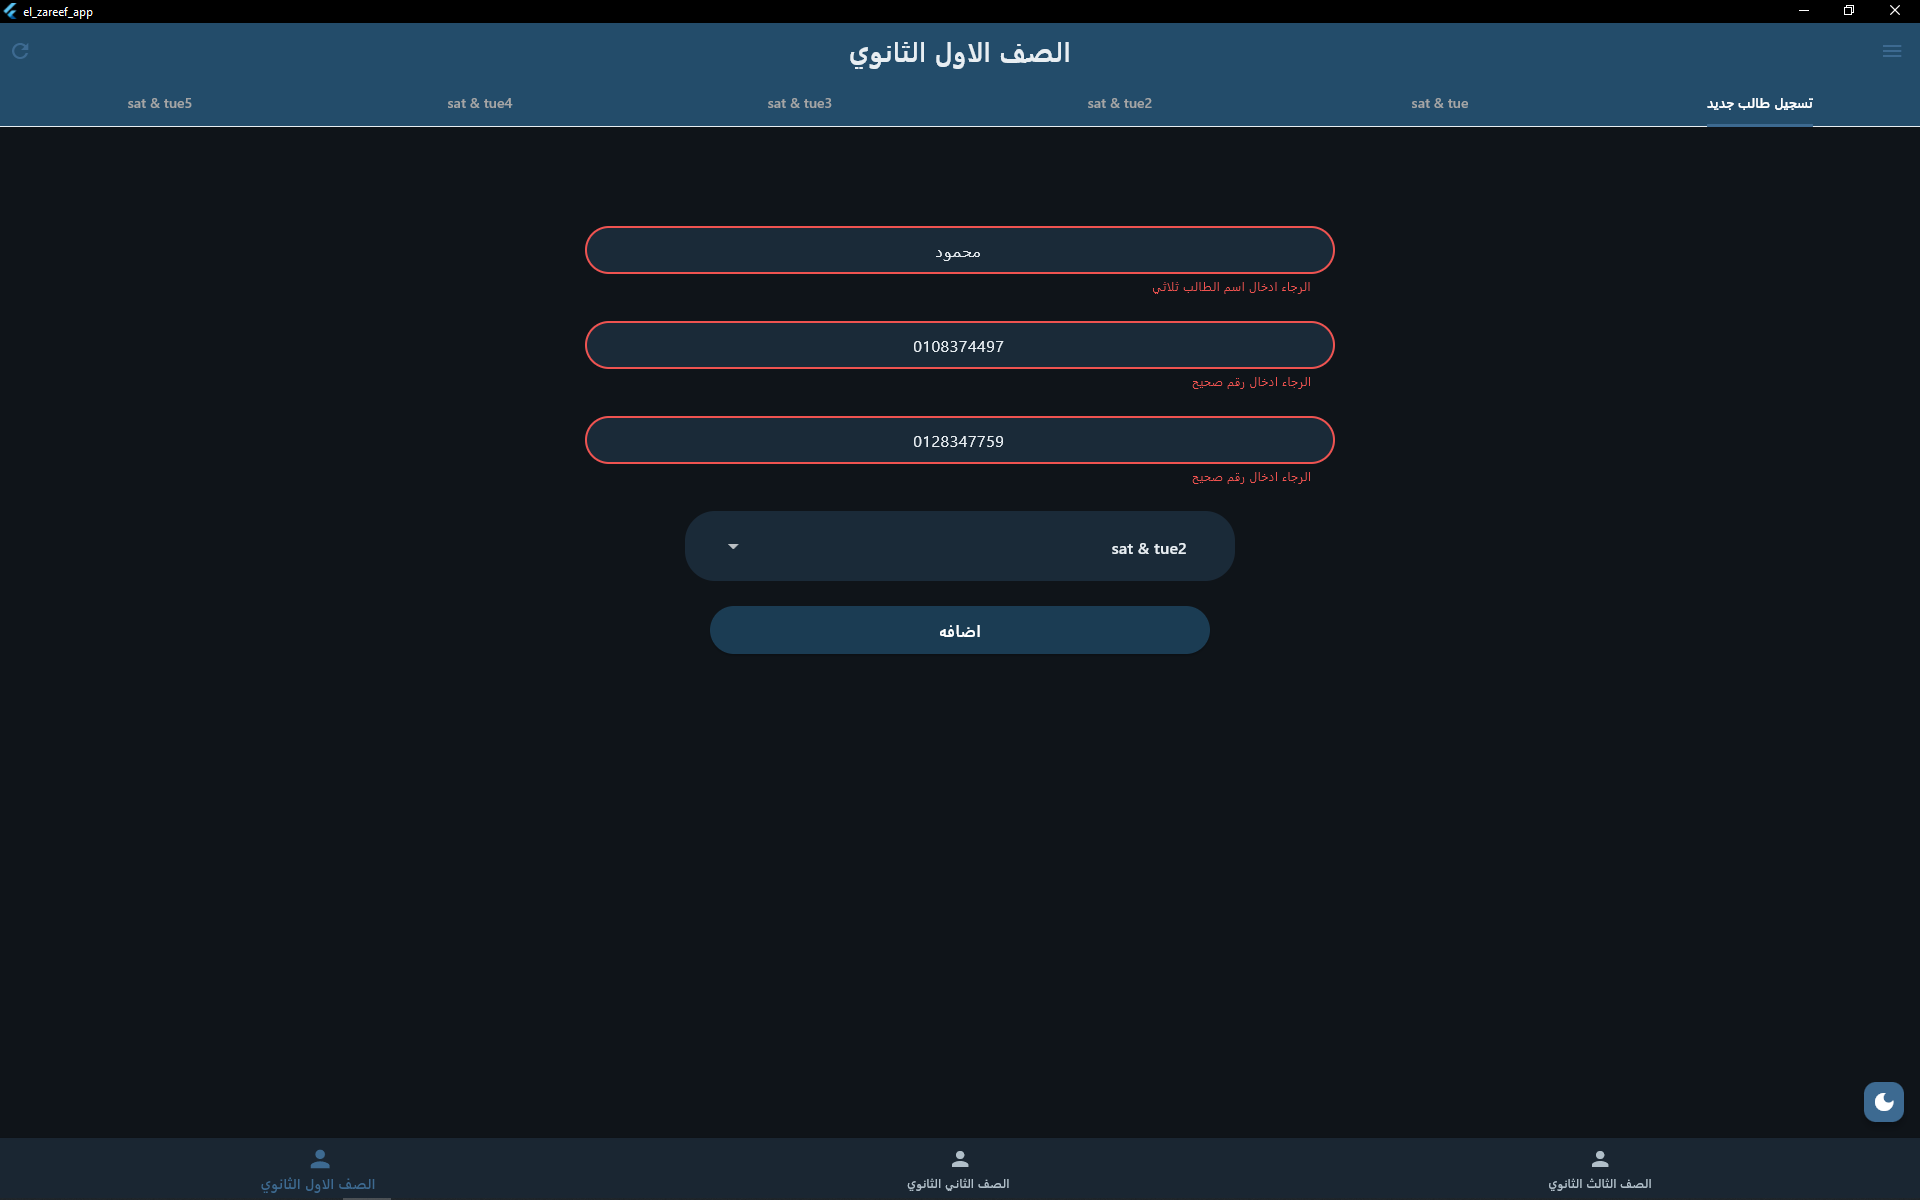 el_zareef_app
الصف الاول الثانوي
تسجيل طالب جديد
sat & tue
sat & tue2
sat & tue3
sat & tue4
sat & tue5
محمود
الرجاء ادخال اسم الطالب ثلاثي
0108374497
الرجاء ادخال رقم صحيح
0128347759
الرجاء ادخال رقم صحيح
sat & tue2
اضافه
الصف الثالث الثانوي
الصف الثاني الثانوي
الصف الاول الثانوي